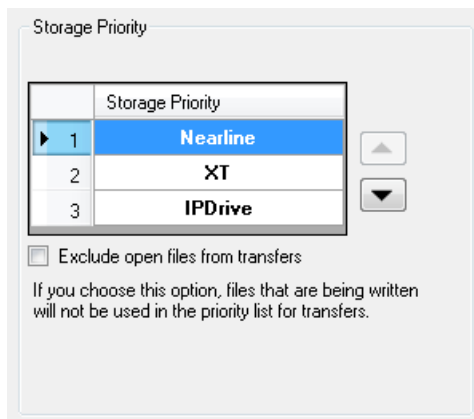 Storage Priority
Storage Priority
1 Nearline
2 XT
3 IPDrive
Exclude open files from transfers
If you choose this option, files that are being written
will not be used in the priority list for transfers.